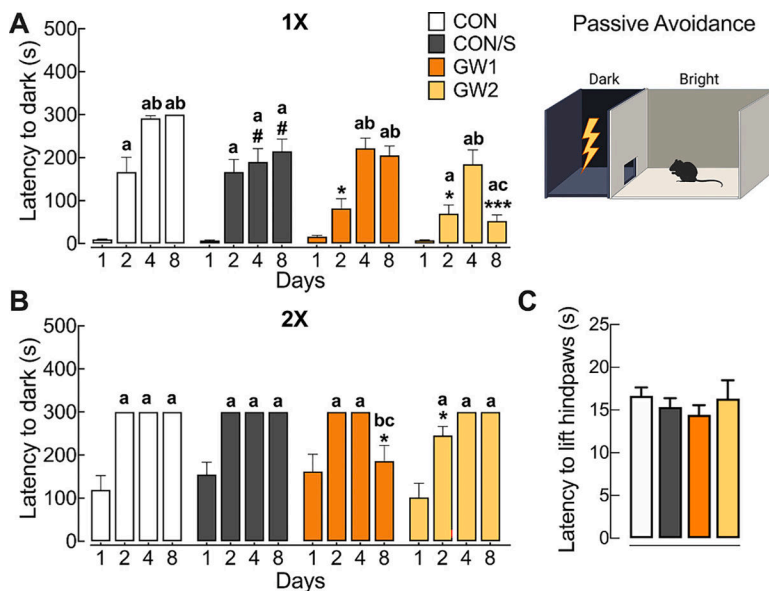 A
1X
CON
CON/S
GW1
GW2
Passive Avoidance
Dark Bright
Latency to dark (s)
500
400
300
200
100
0
a ab ab
a a # a #
* ab ab
a * ab ac ***
1 2 4 8 1 2 4 8 1 2 4 8 1 2 4 8
Days
B
2X
Latency to dark (s)
500
400
300
200
100
0
a a a
a a a
a a bc *
a * a a
1 2 4 8 1 2 4 8 1 2 4 8 1 2 4 8
Days
C
Latency to lift hindpaws (s)
25
20
15
10
5
0